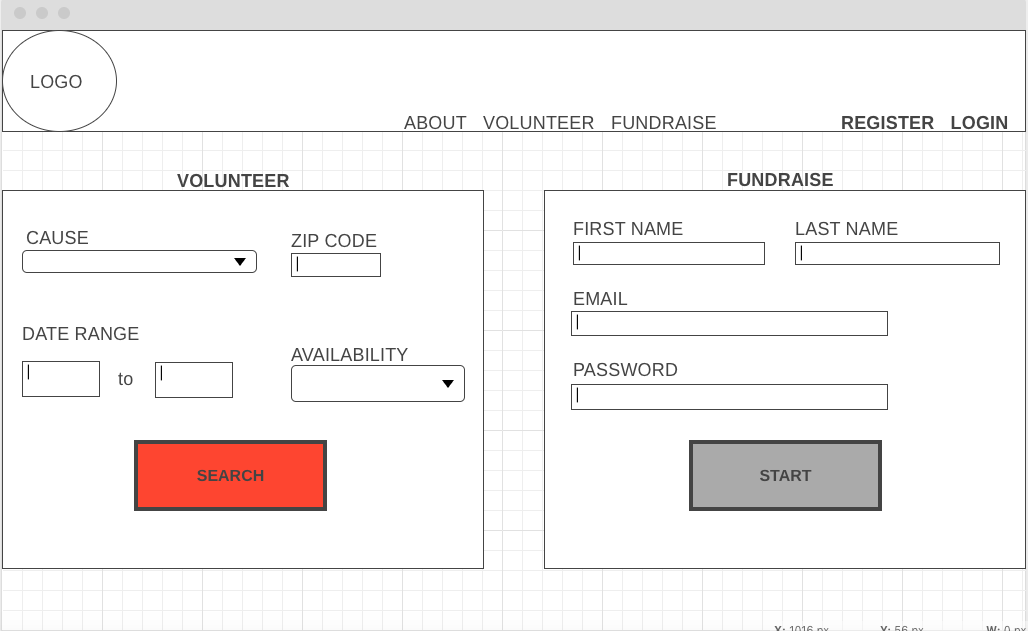 LOGO
ABOUT VOLUNTEER FUNDRAISE REGISTER LOGIN
VOLUNTEER
CAUSE
ZIP CODE
DATE RANGE
to
AVAILABILITY
SEARCH
FUNDRAISE
FIRST NAME LAST NAME
EMAIL
PASSWORD
START
X: 1016 px Y: 56 px W: 0 px